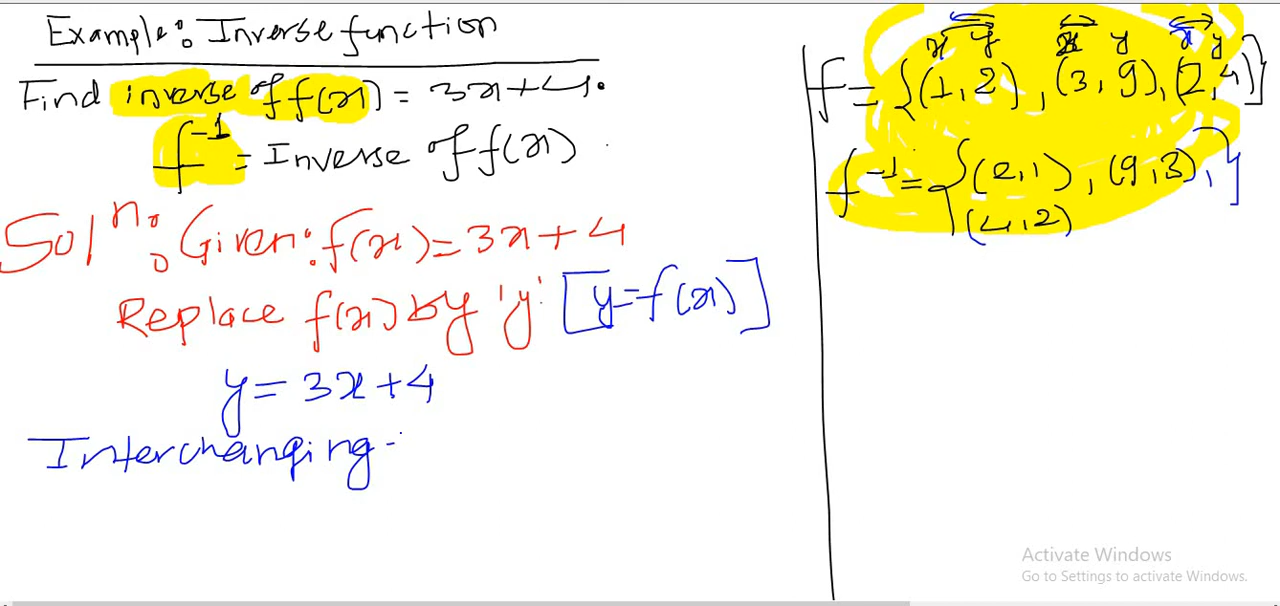 Example: Inverse function
Find inverse of f(x) = 3x+4.
f⁻¹ = Inverse of f(x).
Solⁿ: Given: f(x)=3x+4
Replace f(x) by 'y' [y=f(x)]
y = 3x+4
Interchanging
x y x y x y
f = {(1,2), (3,9), (2,4)}
f⁻¹ = {(2,1), (9,3), }
(4,2)
Activate Windows
Go to Settings to activate Windows.